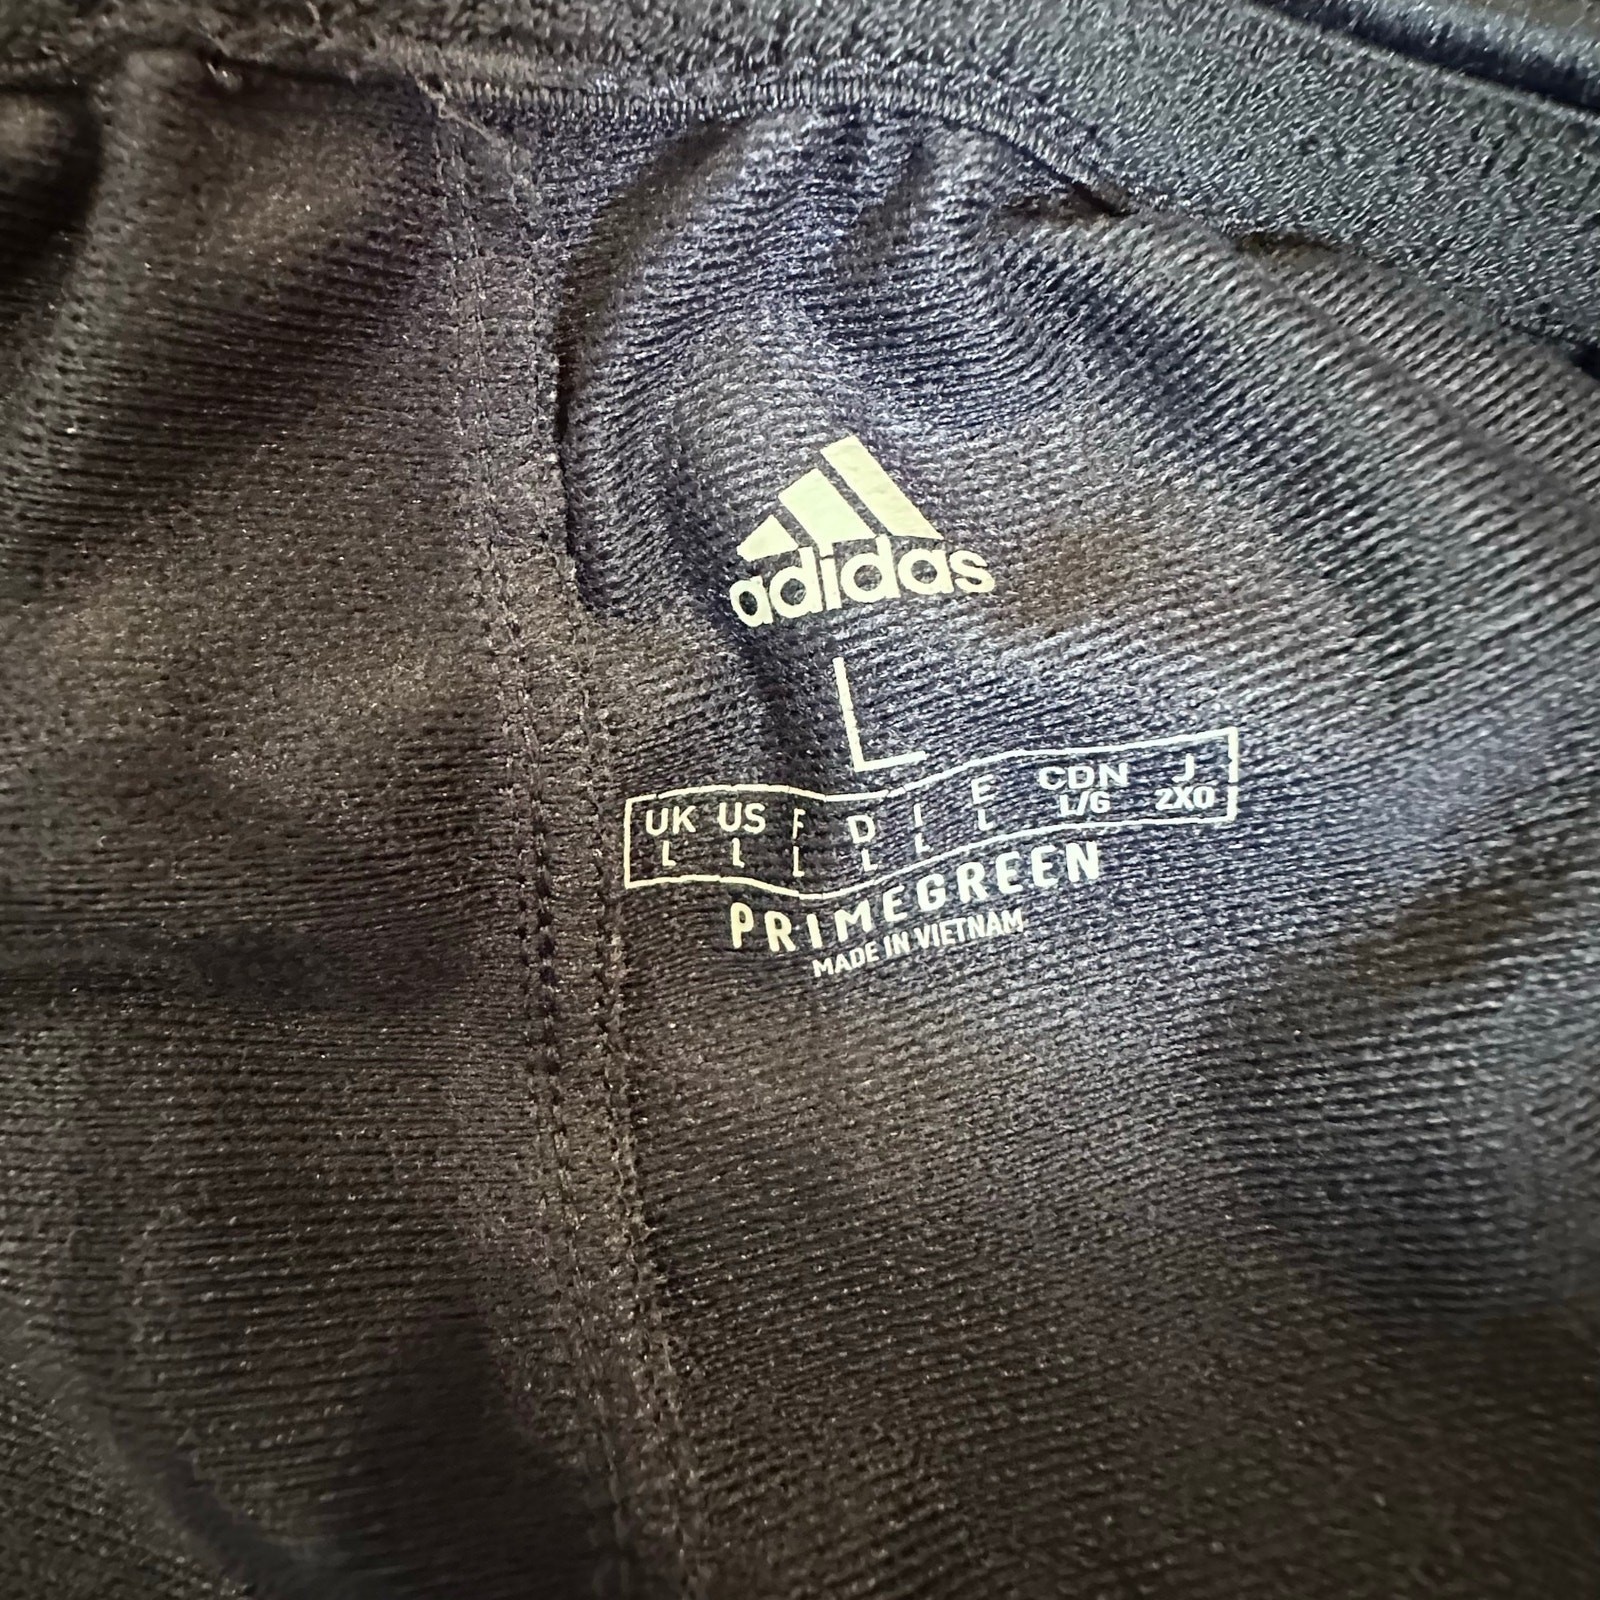 adidas
L
UK US F D I E CDN J
L L L L L L L/G 2XO
PRIMEGREEN
MADE IN VIETNAM